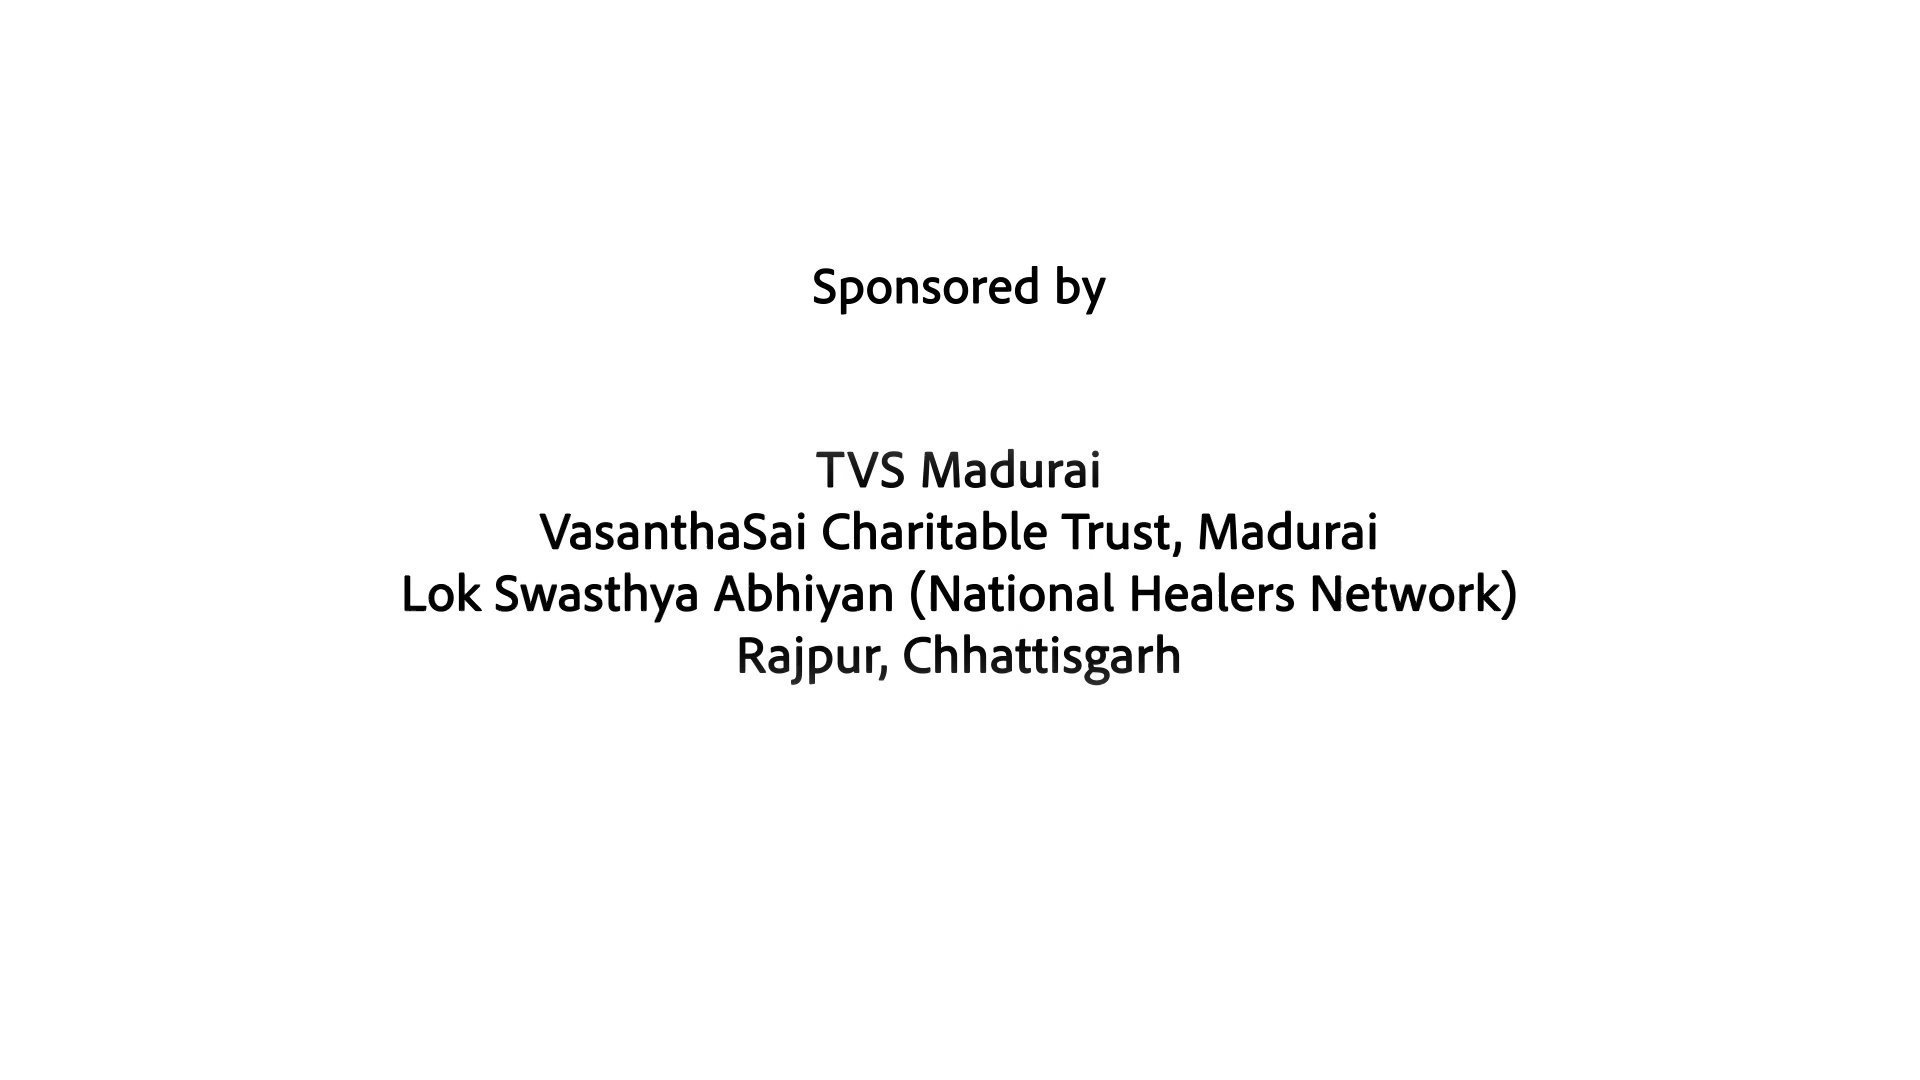 Sponsored by
TVS Madurai
VasanthaSai Charitable Trust, Madurai
Lok Swasthya Abhiyan (National Healers Network)
Rajpur, Chhattisgarh